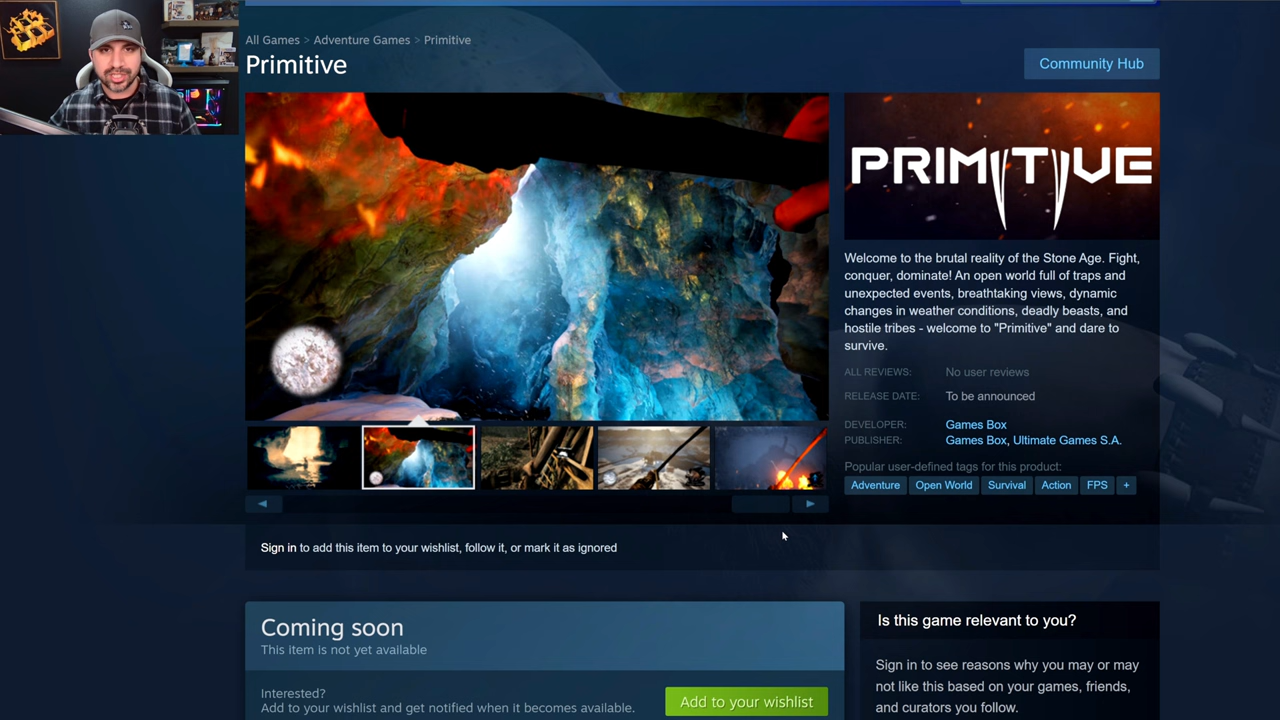 All Games > Adventure Games > Primitive
Primitive
Community Hub
PRIMITIVE
Welcome to the brutal reality of the Stone Age. Fight,
conquer, dominate! An open world full of traps and
unexpected events, breathtaking views, dynamic
changes in weather conditions, deadly beasts, and
hostile tribes - welcome to "Primitive" and dare to
survive.
ALL REVIEWS: No user reviews
RELEASE DATE: To be announced
DEVELOPER: Games Box
PUBLISHER: Games Box, Ultimate Games S.A.
Popular user-defined tags for this product:
Adventure Open World Survival Action FPS +
Sign in to add this item to your wishlist, follow it, or mark it as ignored
Coming soon
This item is not yet available
Interested?
Add to your wishlist and get notified when it becomes available.
Add to your wishlist
Is this game relevant to you?
Sign in to see reasons why you may or may
not like this based on your games, friends,
and curators you follow.